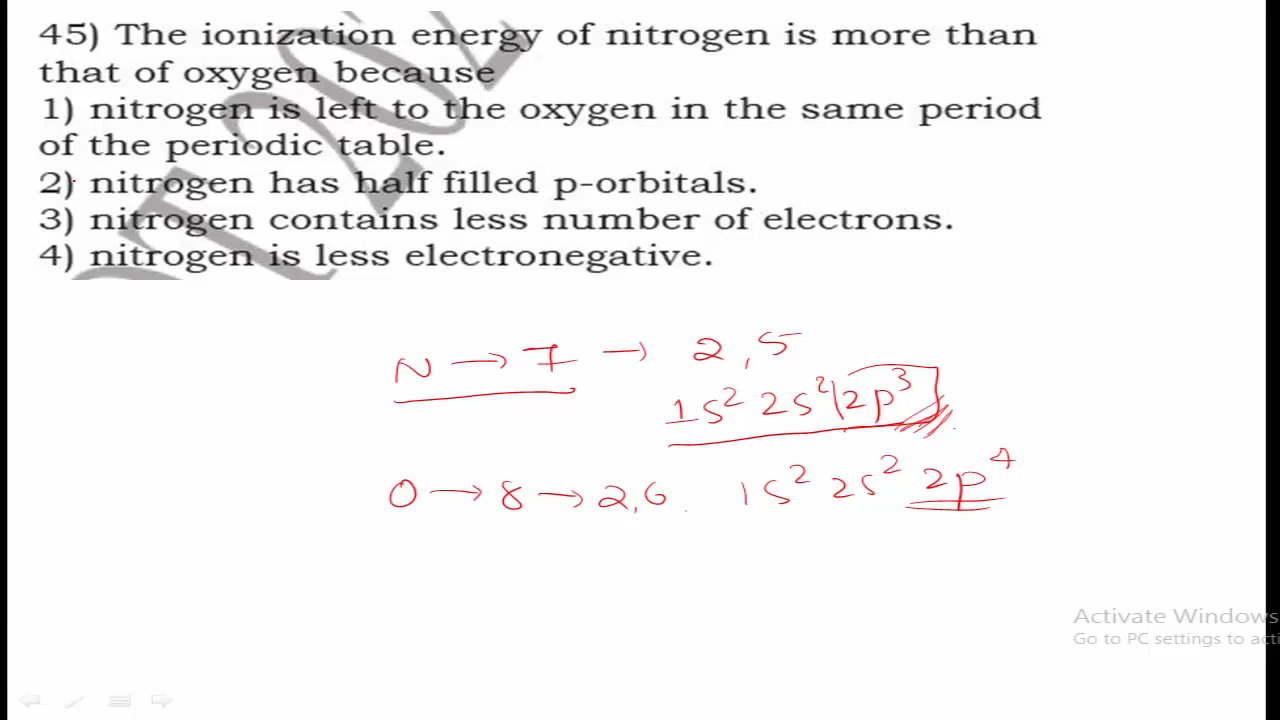 45) The ionization energy of nitrogen is more than
that of oxygen because
1) nitrogen is left to the oxygen in the same period
of the periodic table.
2) nitrogen has half filled p-orbitals.
3) nitrogen contains less number of electrons.
4) nitrogen is less electronegative.
N → 7 → 2,5
1s² 2s² 2p³
O → 8 → 2,6 1s² 2s² 2p⁴
Activate Windows
Go to PC settings to acti